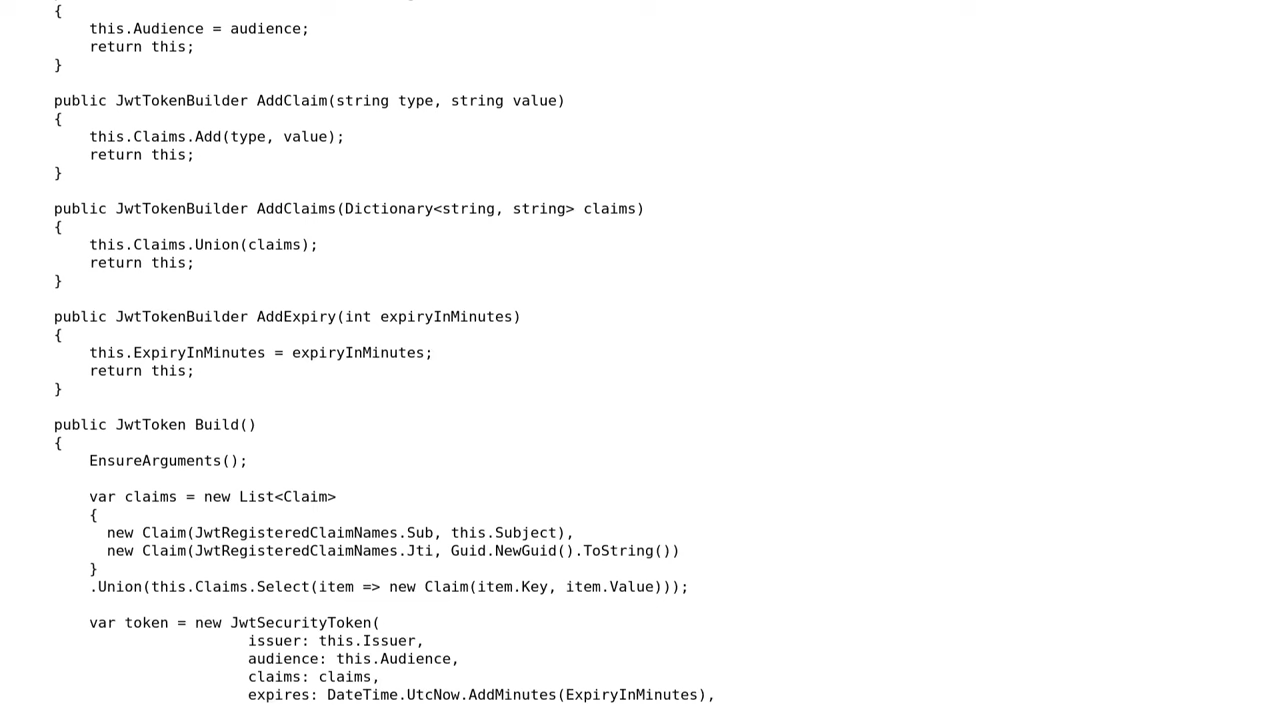 {
this.Audience = audience;
return this;
}
public JwtTokenBuilder AddClaim(string type, string value)
{
this.Claims.Add(type, value);
return this;
}
public JwtTokenBuilder AddClaims(Dictionary<string, string> claims)
{
this.Claims.Union(claims);
return this;
}
public JwtTokenBuilder AddExpiry(int expiryInMinutes)
{
this.ExpiryInMinutes = expiryInMinutes;
return this;
}
public JwtToken Build()
{
EnsureArguments();
var claims = new List<Claim>
{
new Claim(JwtRegisteredClaimNames.Sub, this.Subject),
new Claim(JwtRegisteredClaimNames.Jti, Guid.NewGuid().ToString())
}
.Union(this.Claims.Select(item => new Claim(item.Key, item.Value)));
var token = new JwtSecurityToken(
issuer: this.Issuer,
audience: this.Audience,
claims: claims,
expires: DateTime.UtcNow.AddMinutes(ExpiryInMinutes),